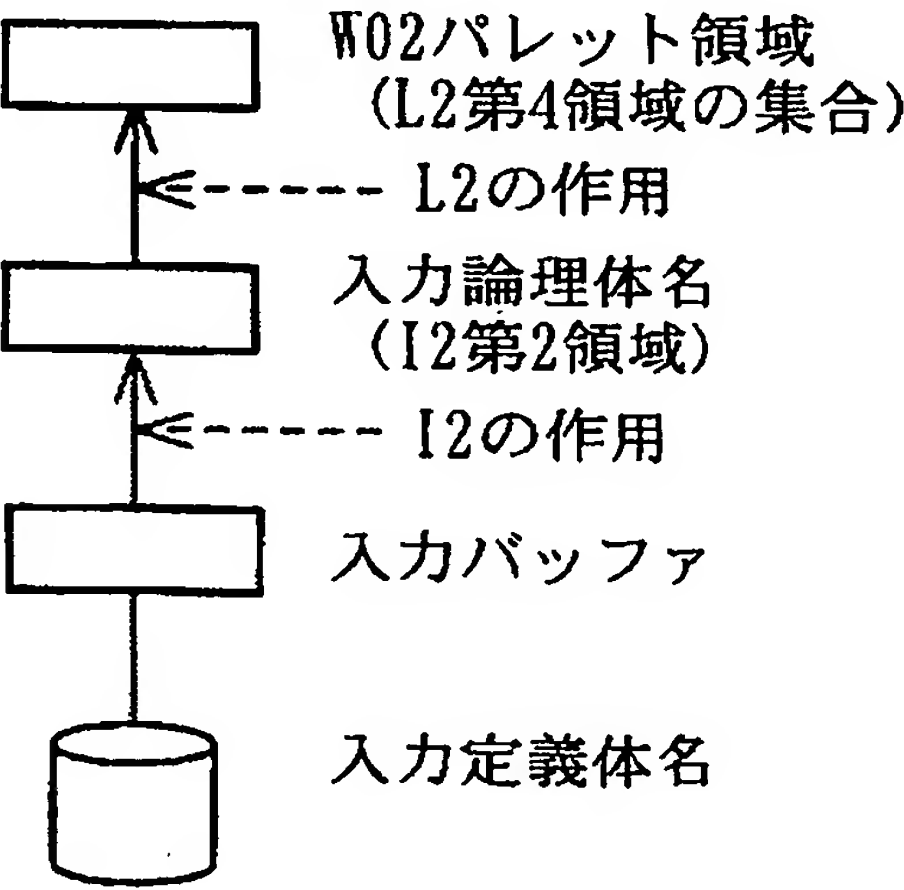 W02パレット領域
(L2第4領域の集合)
L2の作用
入力論理体名
(I2第2領域)
I2の作用
入力バッファ
入力定義体名